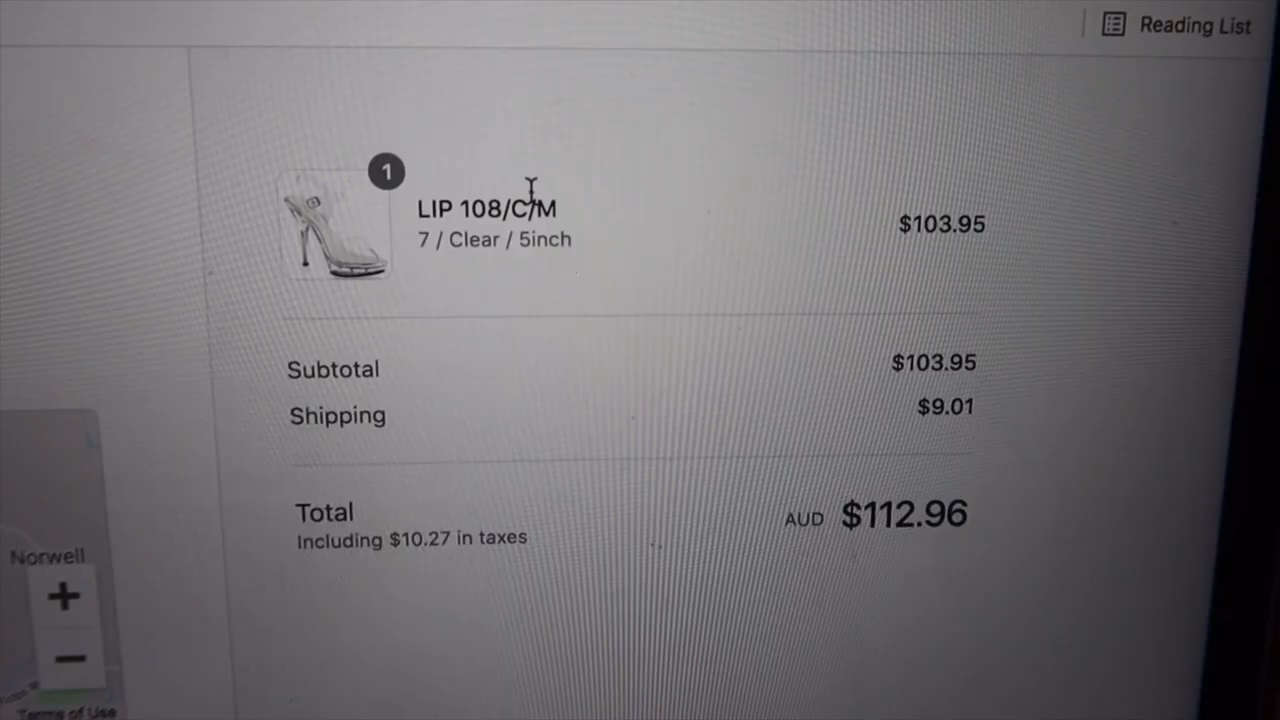 Reading List
1
LIP 108/C/M
7 / Clear / 5inch
$103.95
Subtotal
$103.95
Shipping
$9.01
Total
AUD $112.96
Including $10.27 in taxes
Norwell
+
−
Terms of Use